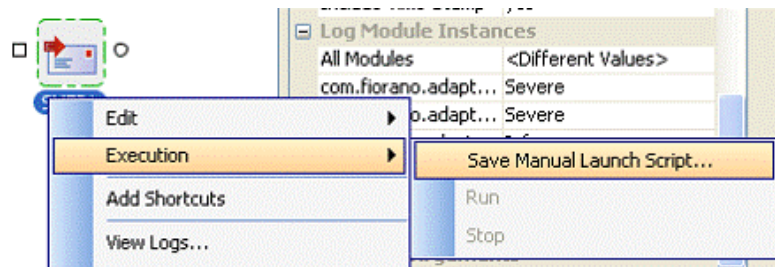 Log Module Instances
All Modules <Different Values>
com.fiorano.adapt... Severe
o.adapt... Severe
Edit
Execution
Save Manual Launch Script...
Add Shortcuts
Run
View Logs...
Stop